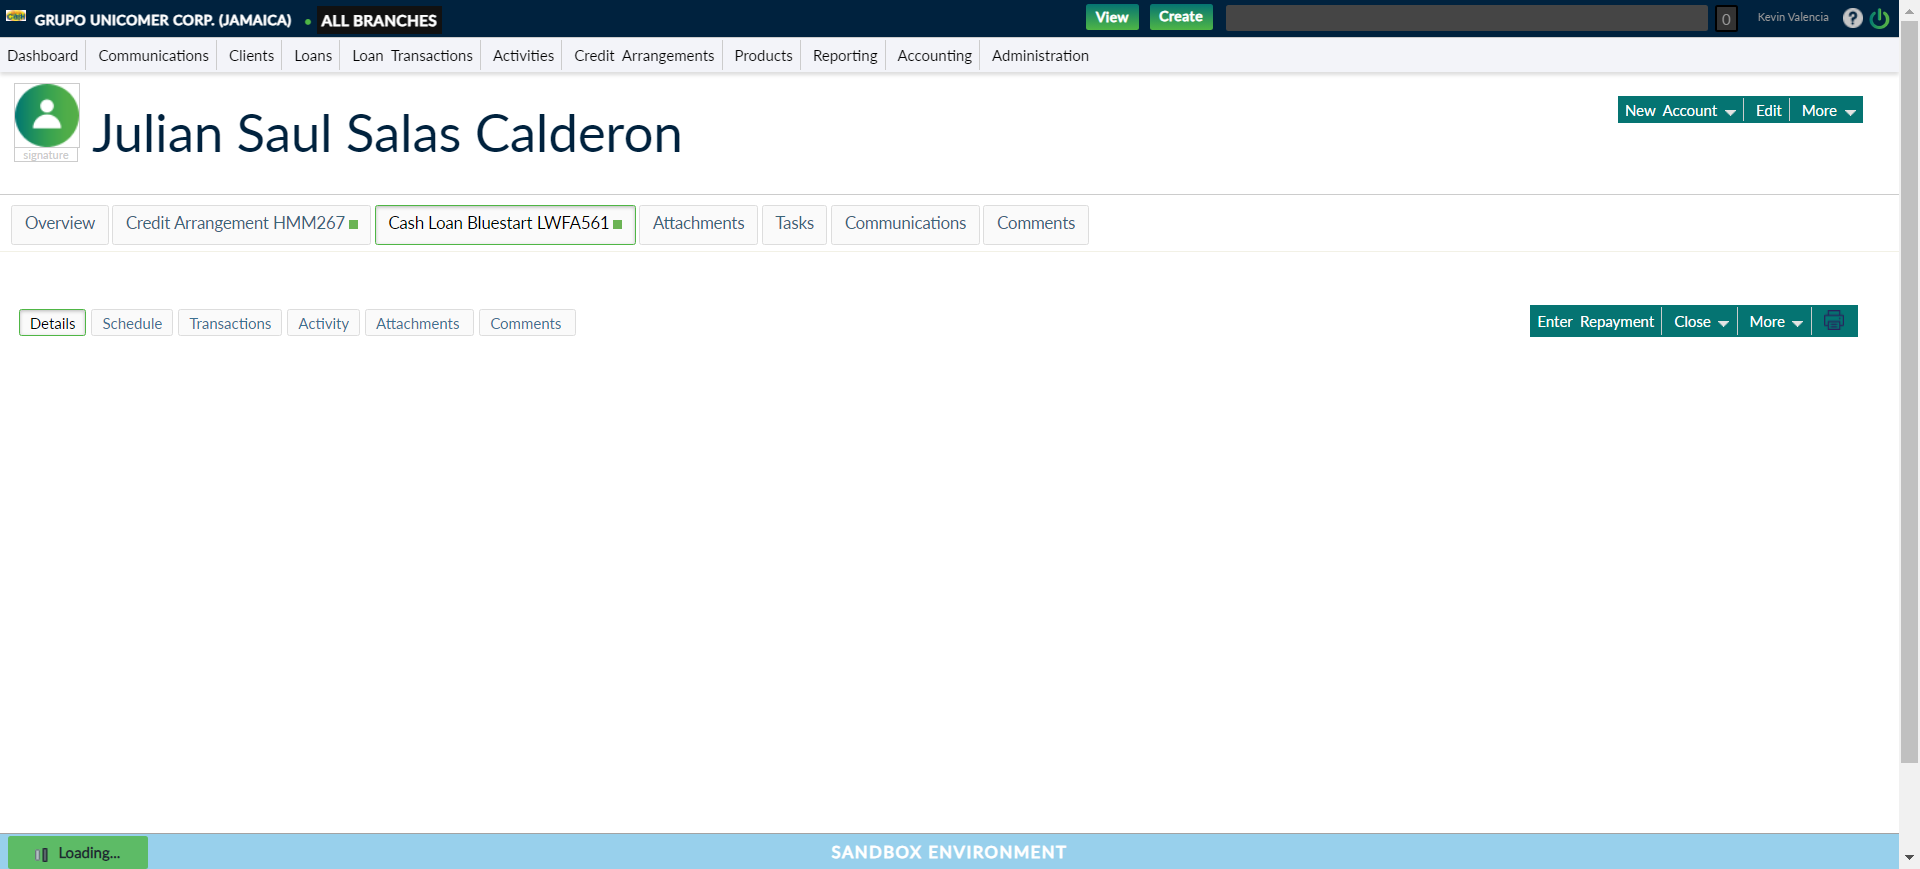 GRUPO UNICOMER CORP. (JAMAICA) • ALL BRANCHES View Create 0 Kevin Valencia ?
Dashboard Communications Clients Loans Loan Transactions Activities Credit Arrangements Products Reporting Accounting Administration
Julian Saul Salas Calderon
signature
New Account Edit More
Overview Credit Arrangement HMM267 Cash Loan Bluestart LWFA561 Attachments Tasks Communications Comments
Details Schedule Transactions Activity Attachments Comments
Enter Repayment Close More
Loading... SANDBOX ENVIRONMENT